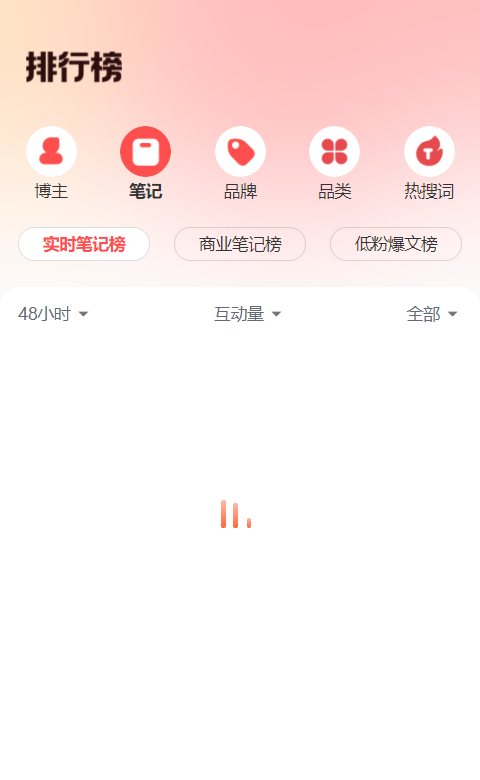 排行榜
博主 笔记 品牌 品类 热搜词
实时笔记榜 商业笔记榜 低粉爆文榜
48小时 互动量 全部